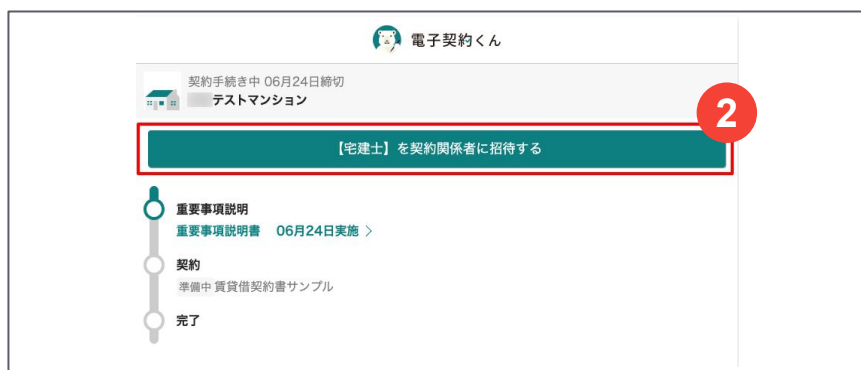 電子契約くん
契約手続き中 06月24日締切
テストマンション
2
【宅建士】を契約関係者に招待する
重要事項説明
重要事項説明書 06月24日実施 〉
契約
準備中 賃貸借契約書サンプル
完了